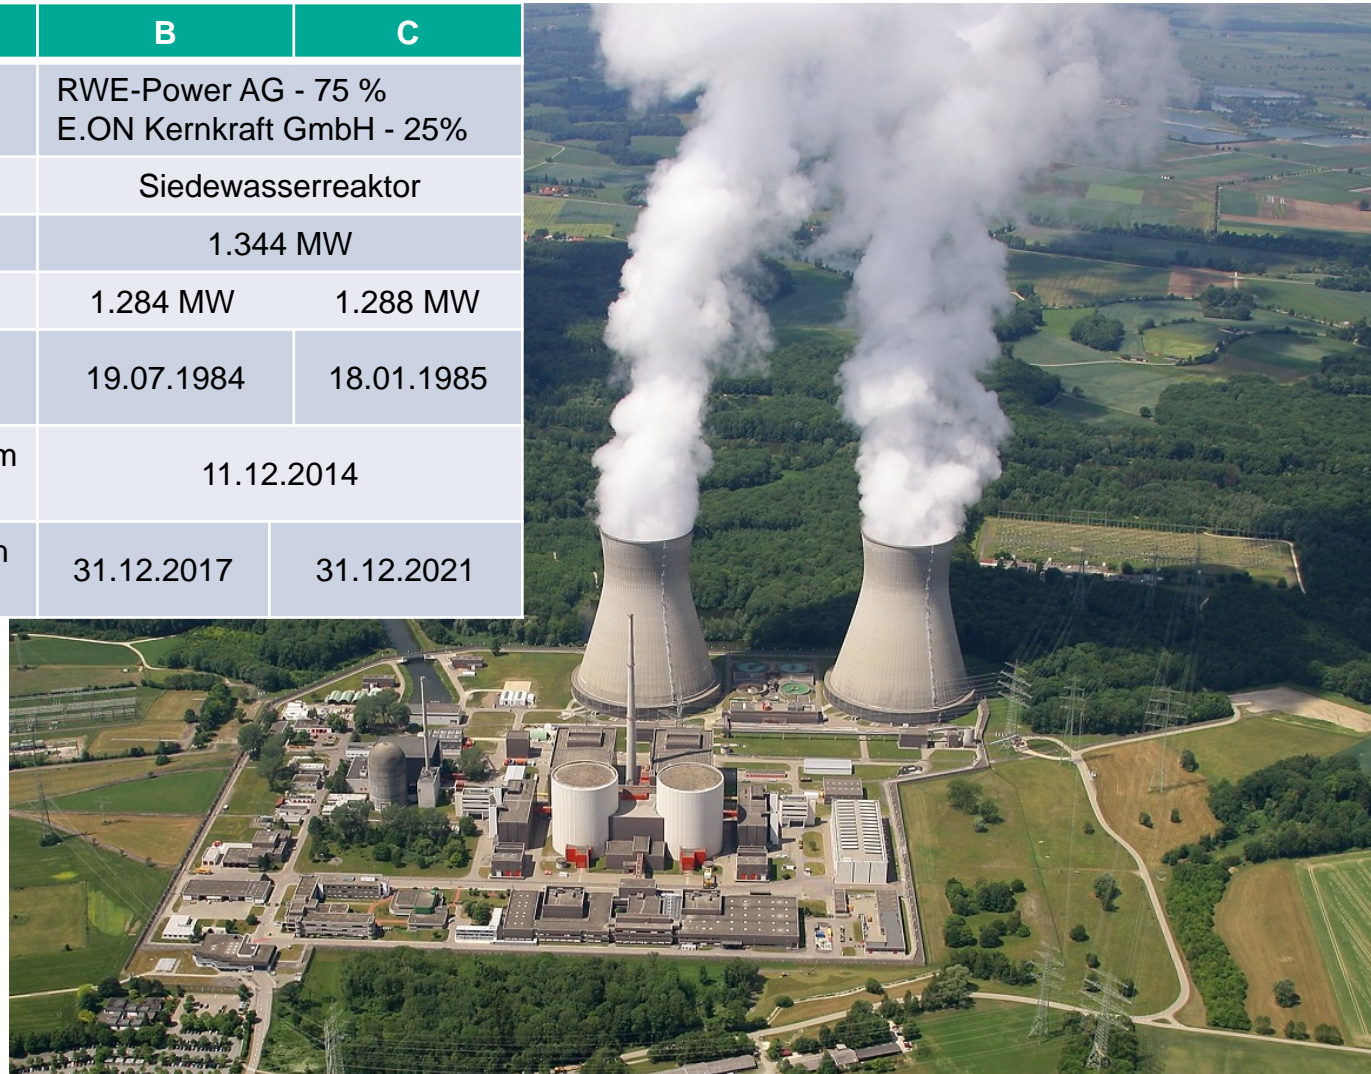 B C
RWE-Power AG - 75 %
E.ON Kernkraft GmbH - 25%
Siedewasserreaktor
1.344 MW
1.284 MW 1.288 MW
19.07.1984 18.01.1985
11.12.2014
31.12.2017 31.12.2021